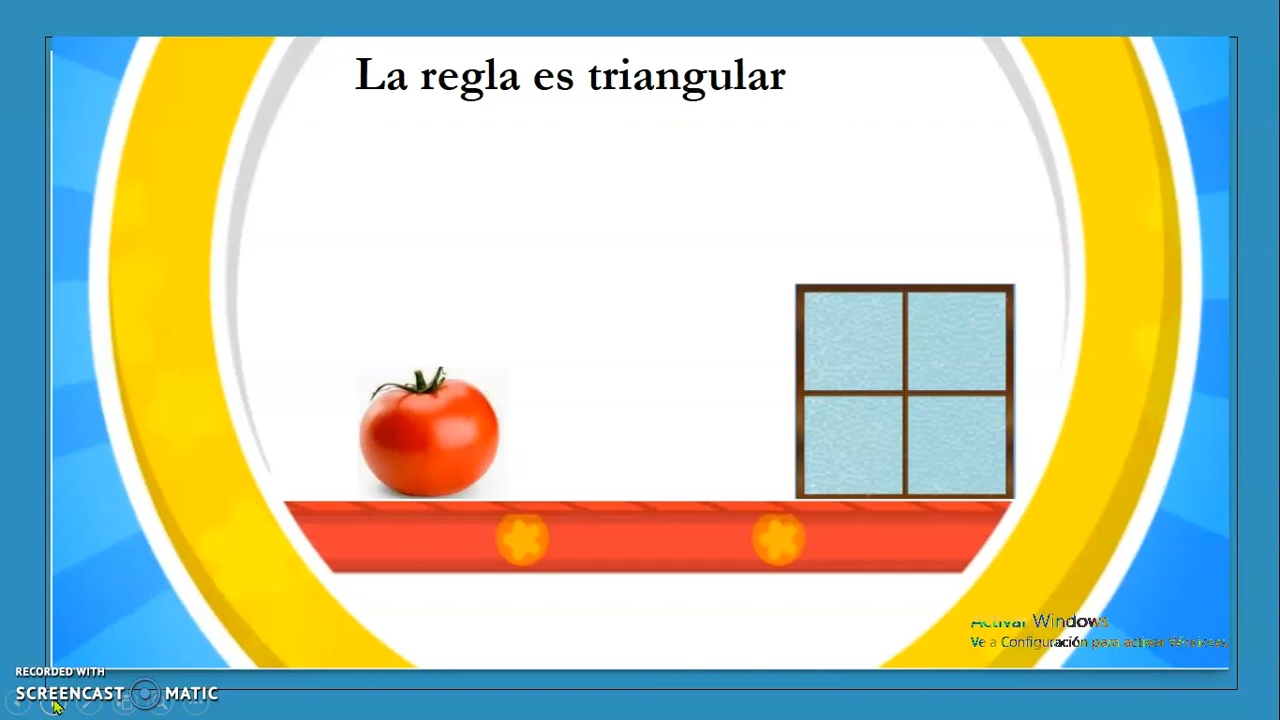 La regla es triangular
Activar Windows
Ve a Configuración para activar Windows.
RECORDED WITH
SCREENCAST MATIC